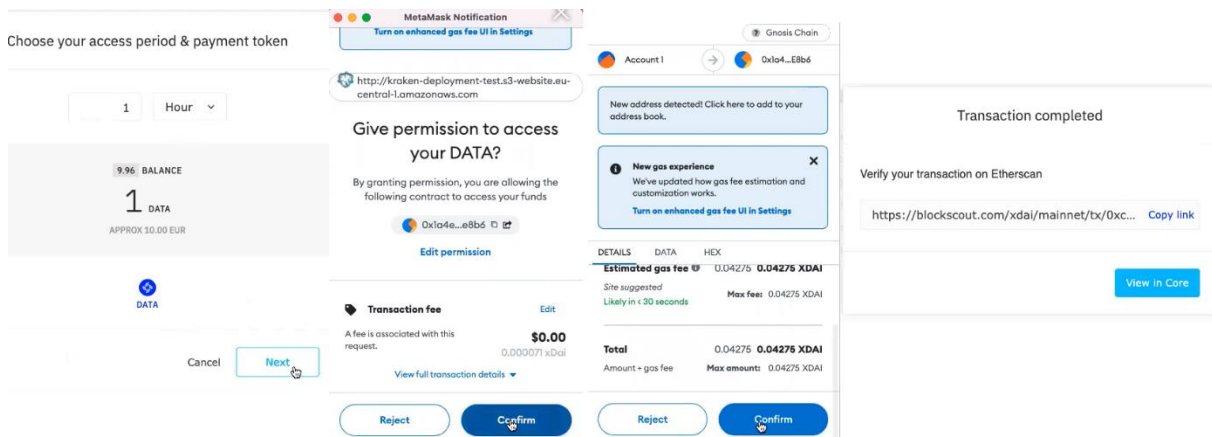 Choose your access period & payment token
1
Hour
9.96 BALANCE
1 DATA
APPROX 10.00 EUR
DATA
Cancel
Next
MetaMask Notification
Turn on enhanced gas fee UI in Settings
http://kraken-deployment-test.s3-website.eu-
central-1.amazonaws.com
Give permission to access
your DATA?
By granting permission, you are allowing the
following contract to access your funds
0x1a4e...e8b6
Edit permission
Transaction fee
Edit
A fee is associated with this
request.
$0.00
0.000071 xDai
View full transaction details
Reject
Confirm
Gnosis Chain
Account 1
0x1a4...E8b6
New address detected! Click here to add to your
address book.
New gas experience
We've updated how gas fee estimation and
customization works.
Turn on enhanced gas fee UI in Settings
DETAILS
DATA
HEX
Estimated gas fee
0.04275 0.04275 XDAI
Site suggested
Likely in < 30 seconds
Max fee: 0.04275 XDAI
Total
0.04275 0.04275 XDAI
Amount + gas fee
Max amount: 0.04275 XDAI
Reject
Confirm
Transaction completed
Verify your transaction on Etherscan
https://blockscout.com/xdai/mainnet/tx/0xc...
Copy link
View in Core